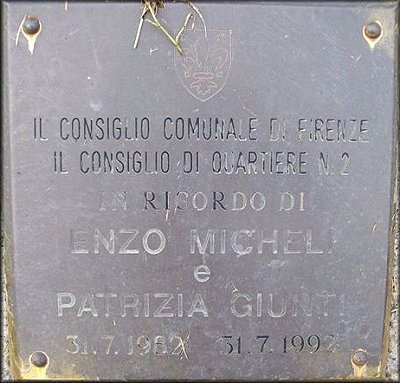 IL CONSIGLIO COMUNALE DI FIRENZE
IL CONSIGLIO DI QUARTIERE N. 2
IN RICORDO DI
ENZO MICHELI
e
PATRIZIA GIUNTI
31.7.1982 31.7.1992